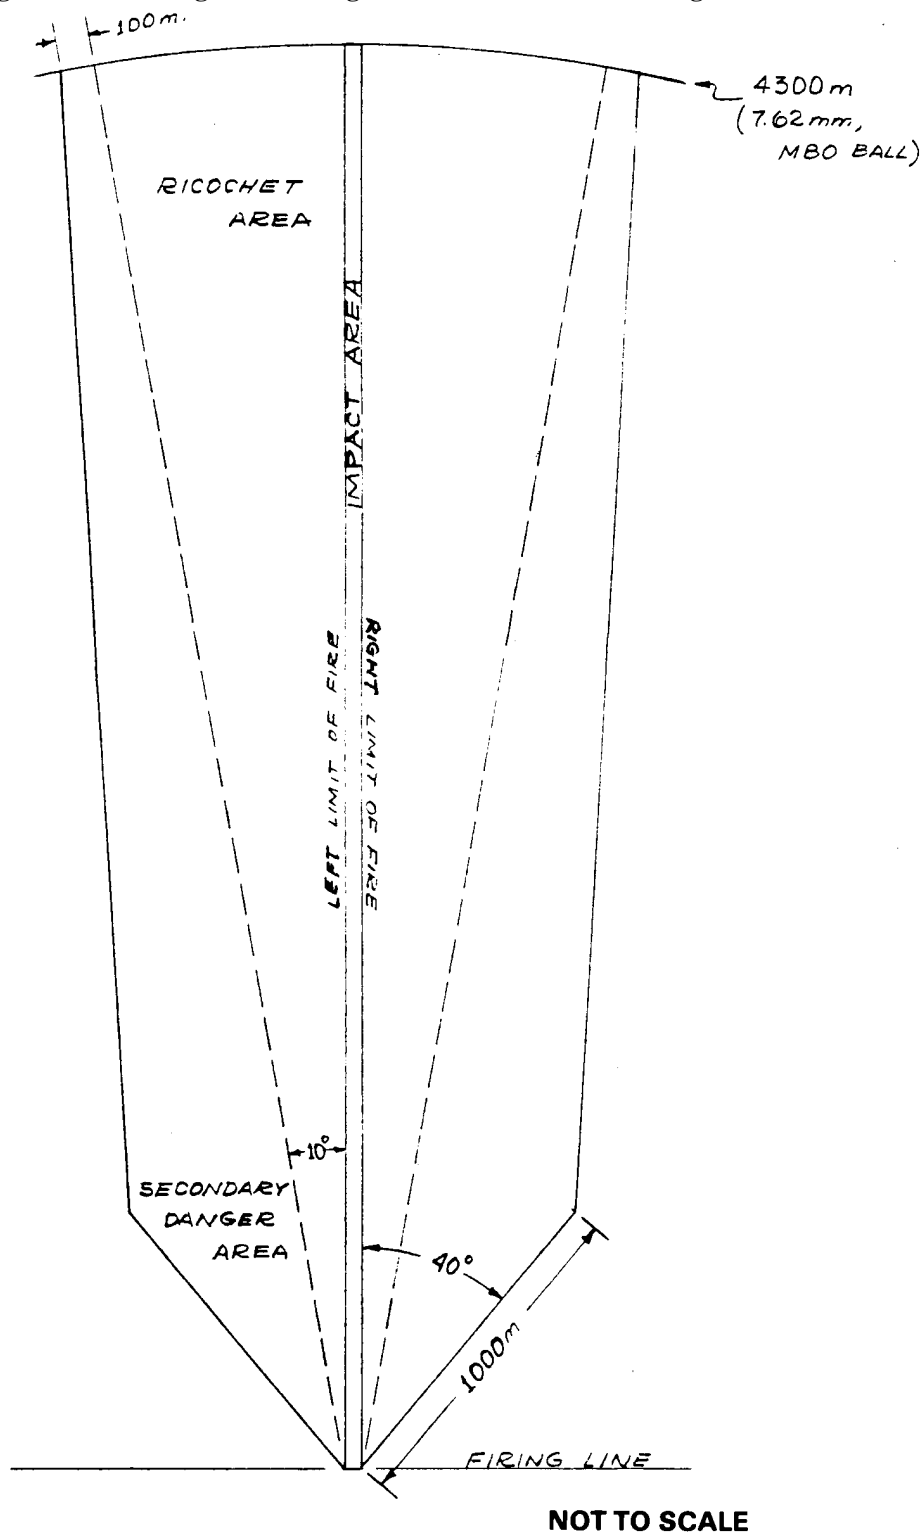 100m.
4300m
(7.62mm,
M80 BALL)
RICOCHET
AREA
IMPACT AREA
LEFT LIMIT OF FIRE
RIGHT LIMIT OF FIRE
10°
SECONDARY
DANGER
AREA
40°
1000m
FIRING LINE
NOT TO SCALE